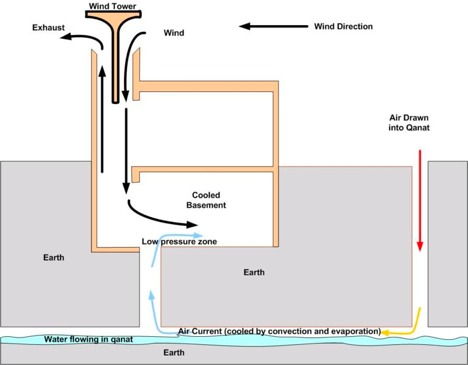 Wind Tower
Exhaust
Wind
Wind Direction
Air Drawn
into Qanat
Cooled
Basement
Low pressure zone
Earth
Earth
Air Current (cooled by convection and evaporation)
Water flowing in qanat
Earth